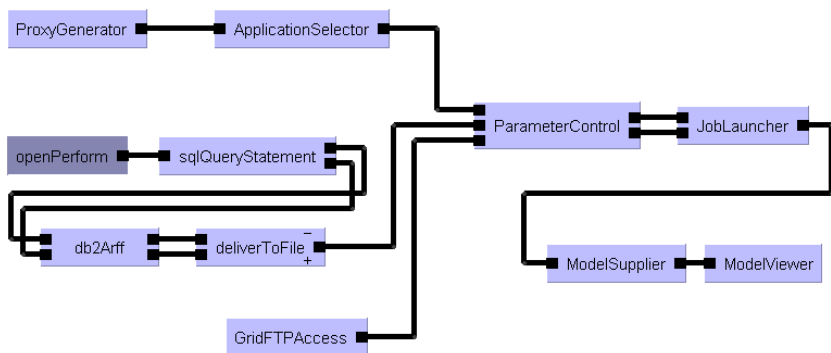 ProxyGenerator
ApplicationSelector
ParameterControl
JobLauncher
openPerform
sqlQueryStatement
db2Arff
deliverToFile
−
+
ModelSupplier
ModelViewer
GridFTPAccess